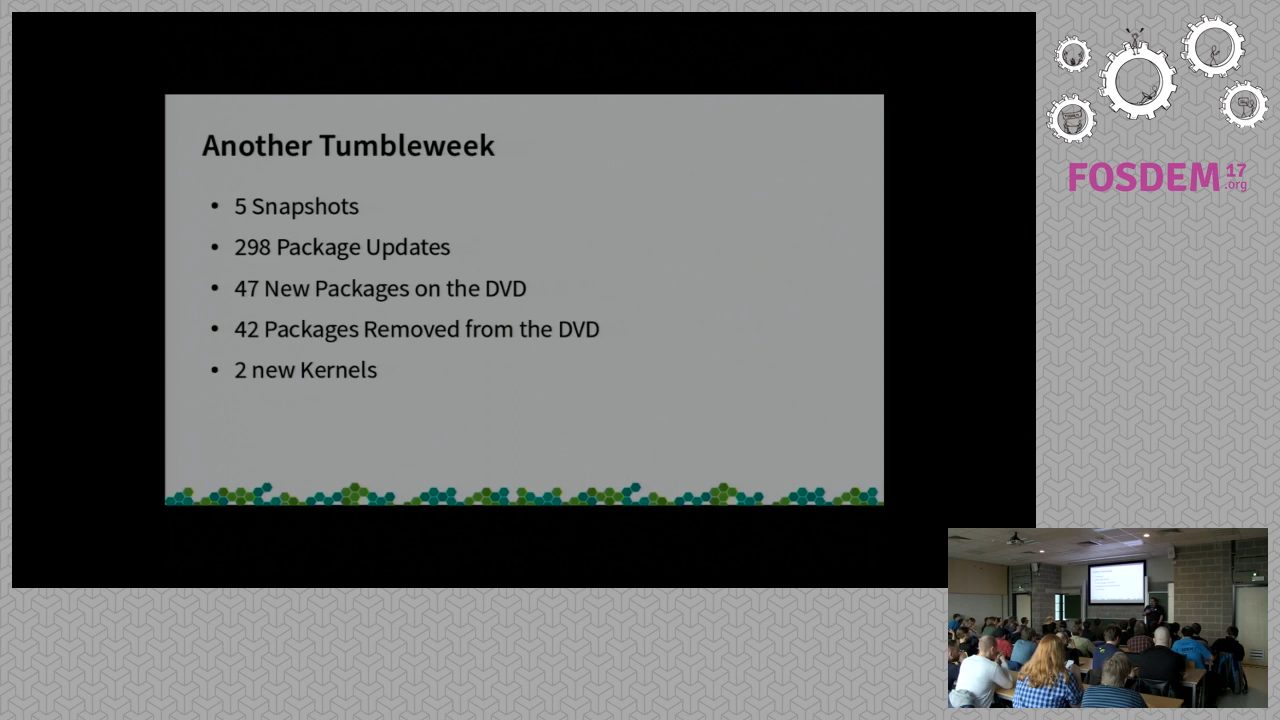 Another Tumbleweek
• 5 Snapshots
• 298 Package Updates
• 47 New Packages on the DVD
• 42 Packages Removed from the DVD
• 2 new Kernels
FOSDEM 17
.org